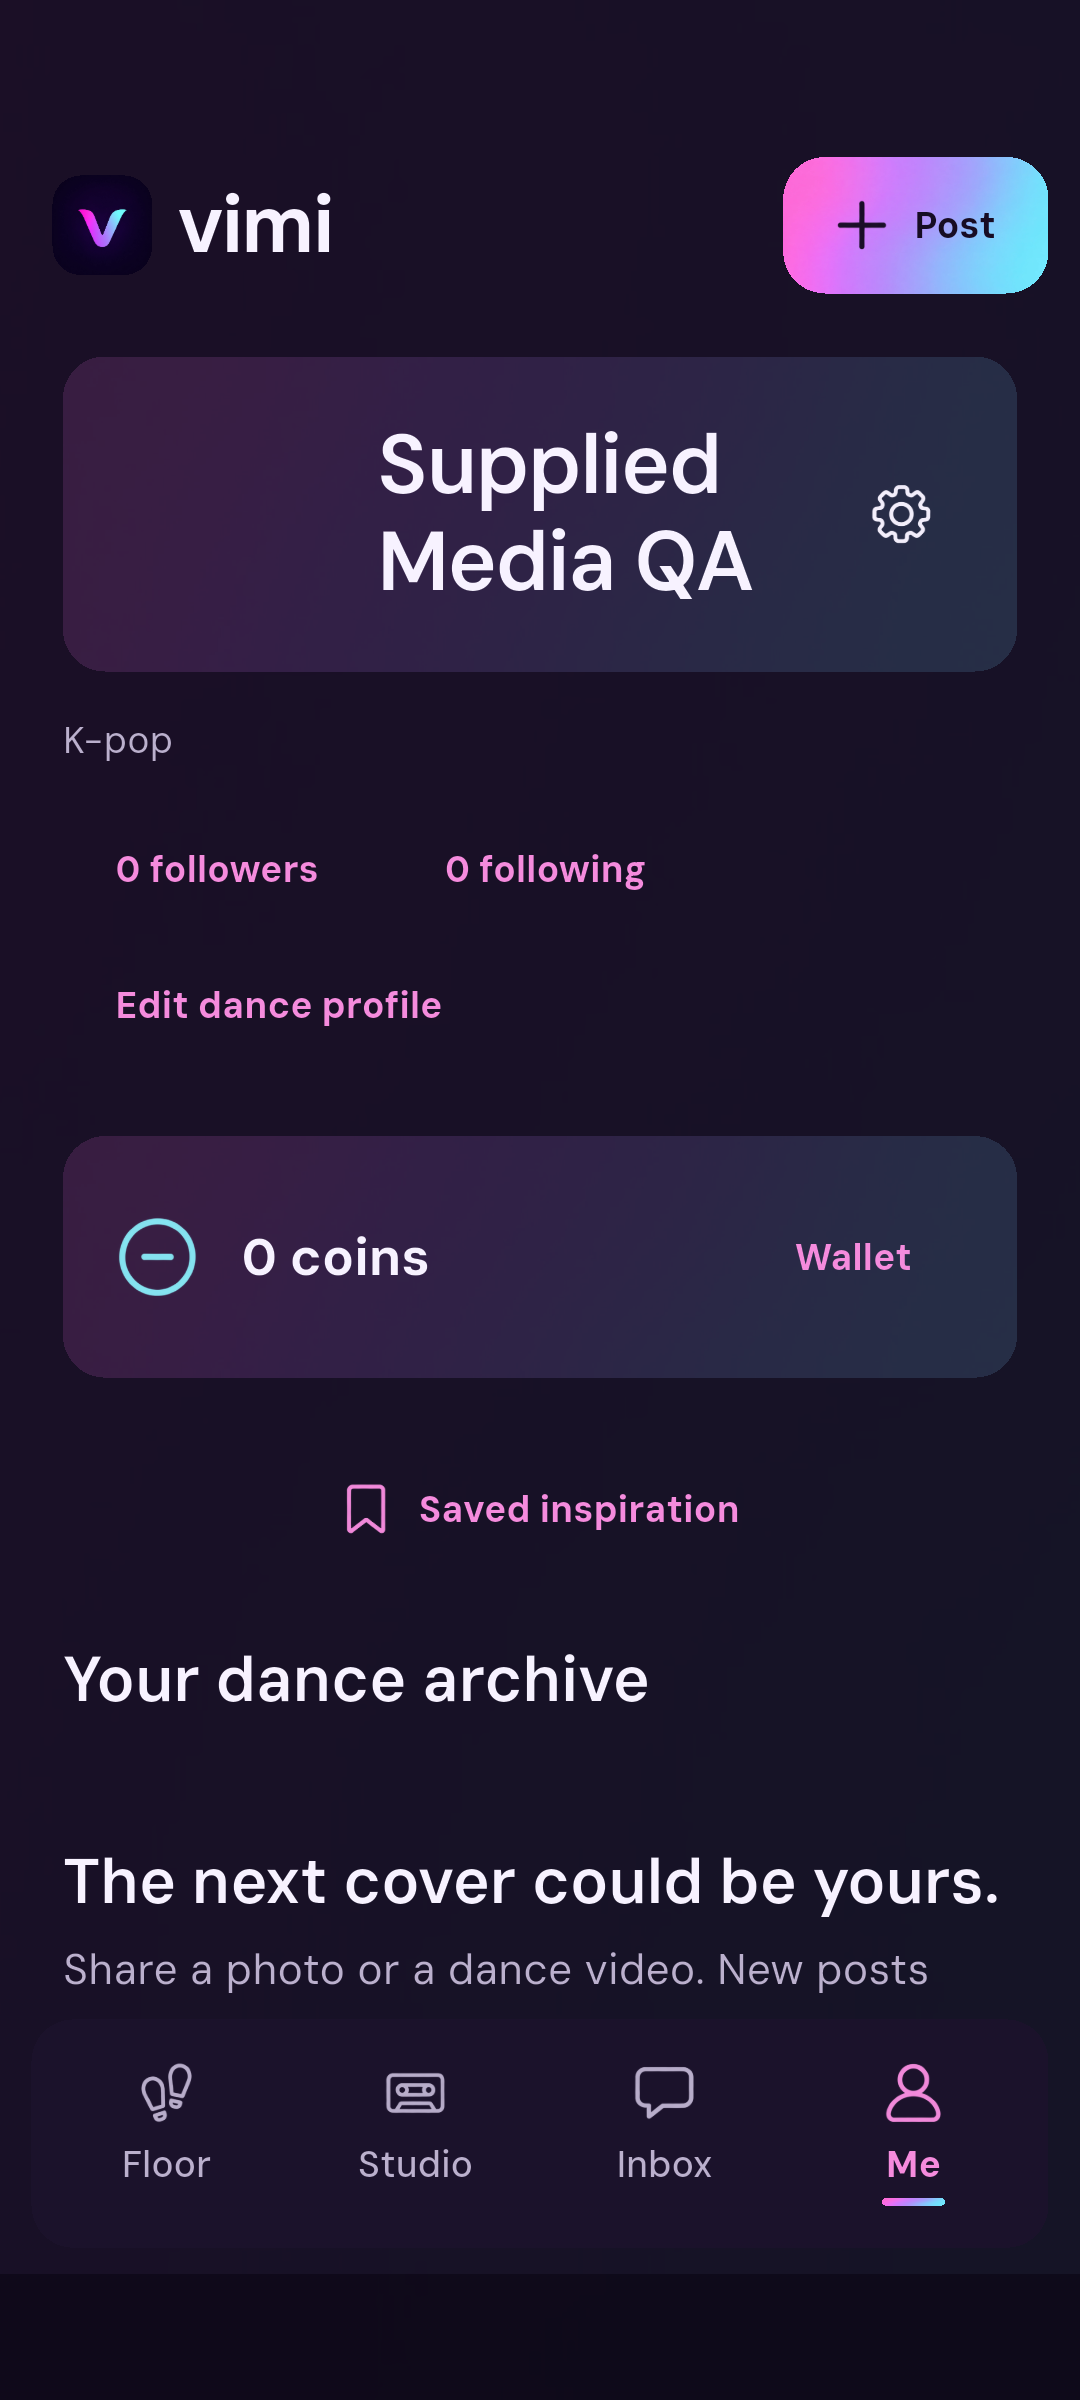 vimi
Post
Supplied
Media QA
K-pop
0 followers
0 following
Edit dance profile
0 coins
Wallet
Saved inspiration
Your dance archive
The next cover could be yours.
Share a photo or a dance video. New posts
Floor
Studio
Inbox
Me